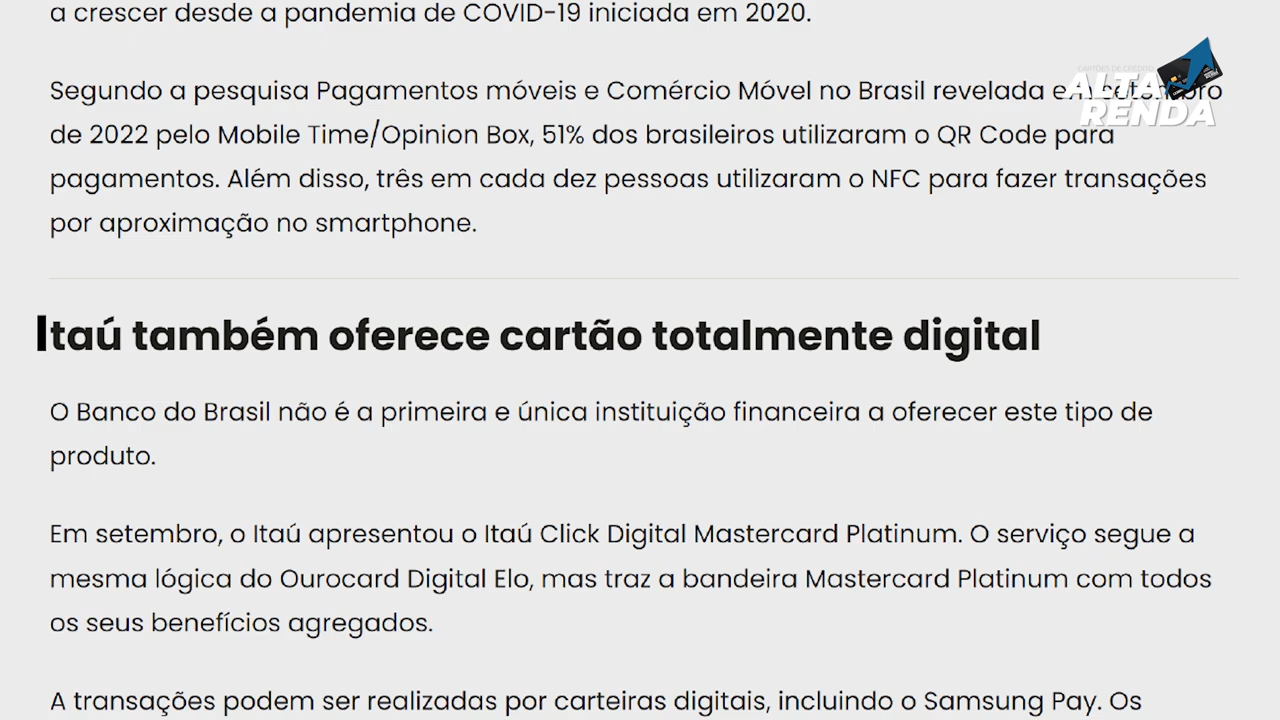 a crescer desde a pandemia de COVID-19 iniciada em 2020.
CARTÕES DE CRÉDITO
ALTA
RENDA
Segundo a pesquisa Pagamentos móveis e Comércio Móvel no Brasil revelada em setembro
de 2022 pelo Mobile Time/Opinion Box, 51% dos brasileiros utilizaram o QR Code para
pagamentos. Além disso, três em cada dez pessoas utilizaram o NFC para fazer transações
por aproximação no smartphone.
Itaú também oferece cartão totalmente digital
O Banco do Brasil não é a primeira e única instituição financeira a oferecer este tipo de
produto.
Em setembro, o Itaú apresentou o Itaú Click Digital Mastercard Platinum. O serviço segue a
mesma lógica do Ourocard Digital Elo, mas traz a bandeira Mastercard Platinum com todos
os seus benefícios agregados.
A transações podem ser realizadas por carteiras digitais, incluindo o Samsung Pay. Os